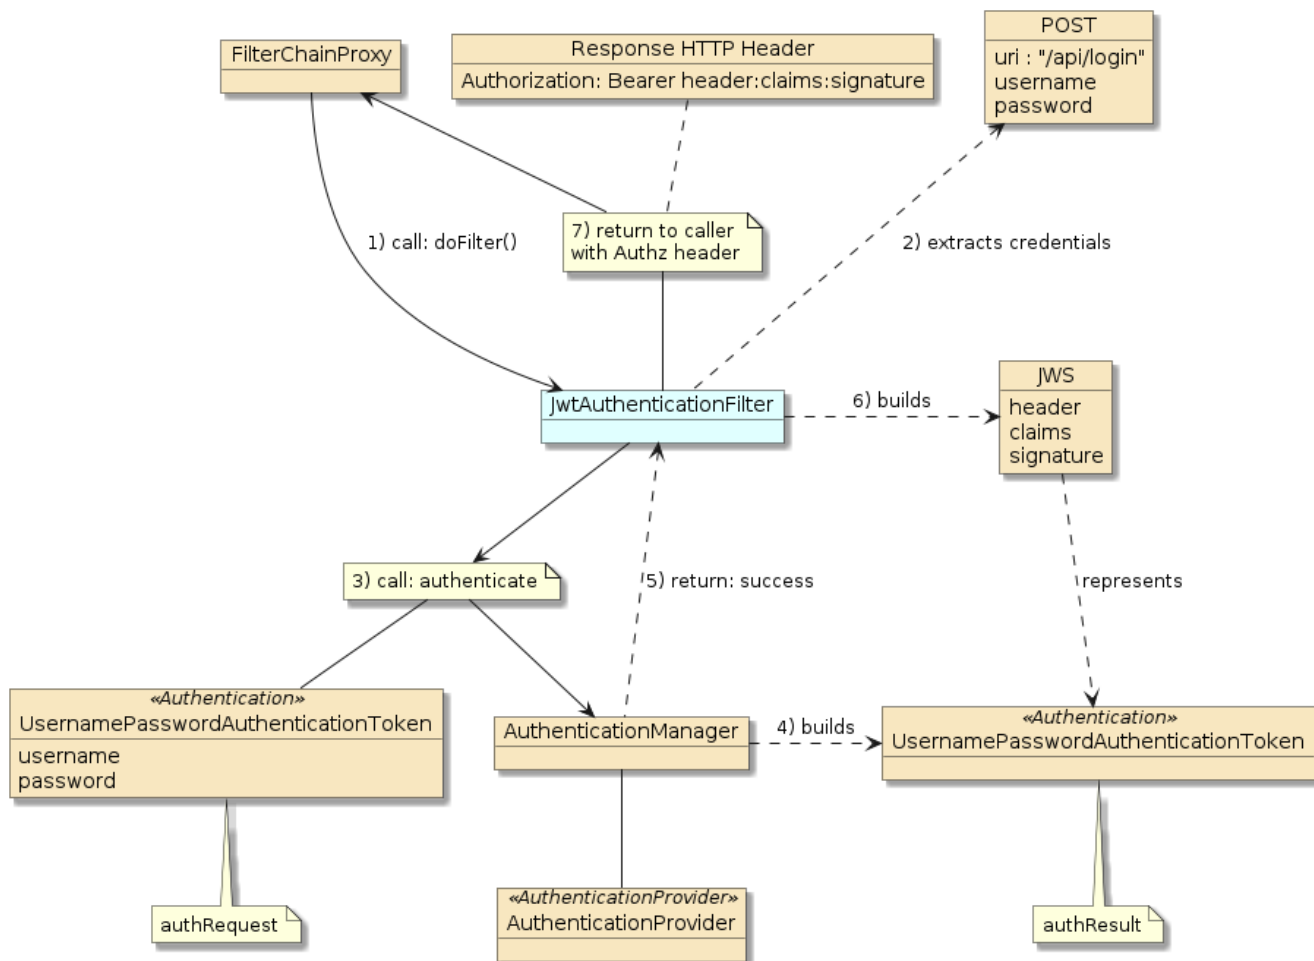 POST
uri : "/api/login"
username
password
FilterChainProxy
Response HTTP Header
Authorization: Bearer header:claims:signature
7) return to caller
with Authz header
1) call: doFilter()
2) extracts credentials
JwtAuthenticationFilter
6) builds
JWS
header
claims
signature
3) call: authenticate
5) return: success
represents
«Authentication»
UsernamePasswordAuthenticationToken
username
password
AuthenticationManager
4) builds
«Authentication»
UsernamePasswordAuthenticationToken
authRequest
«AuthenticationProvider»
AuthenticationProvider
authResult